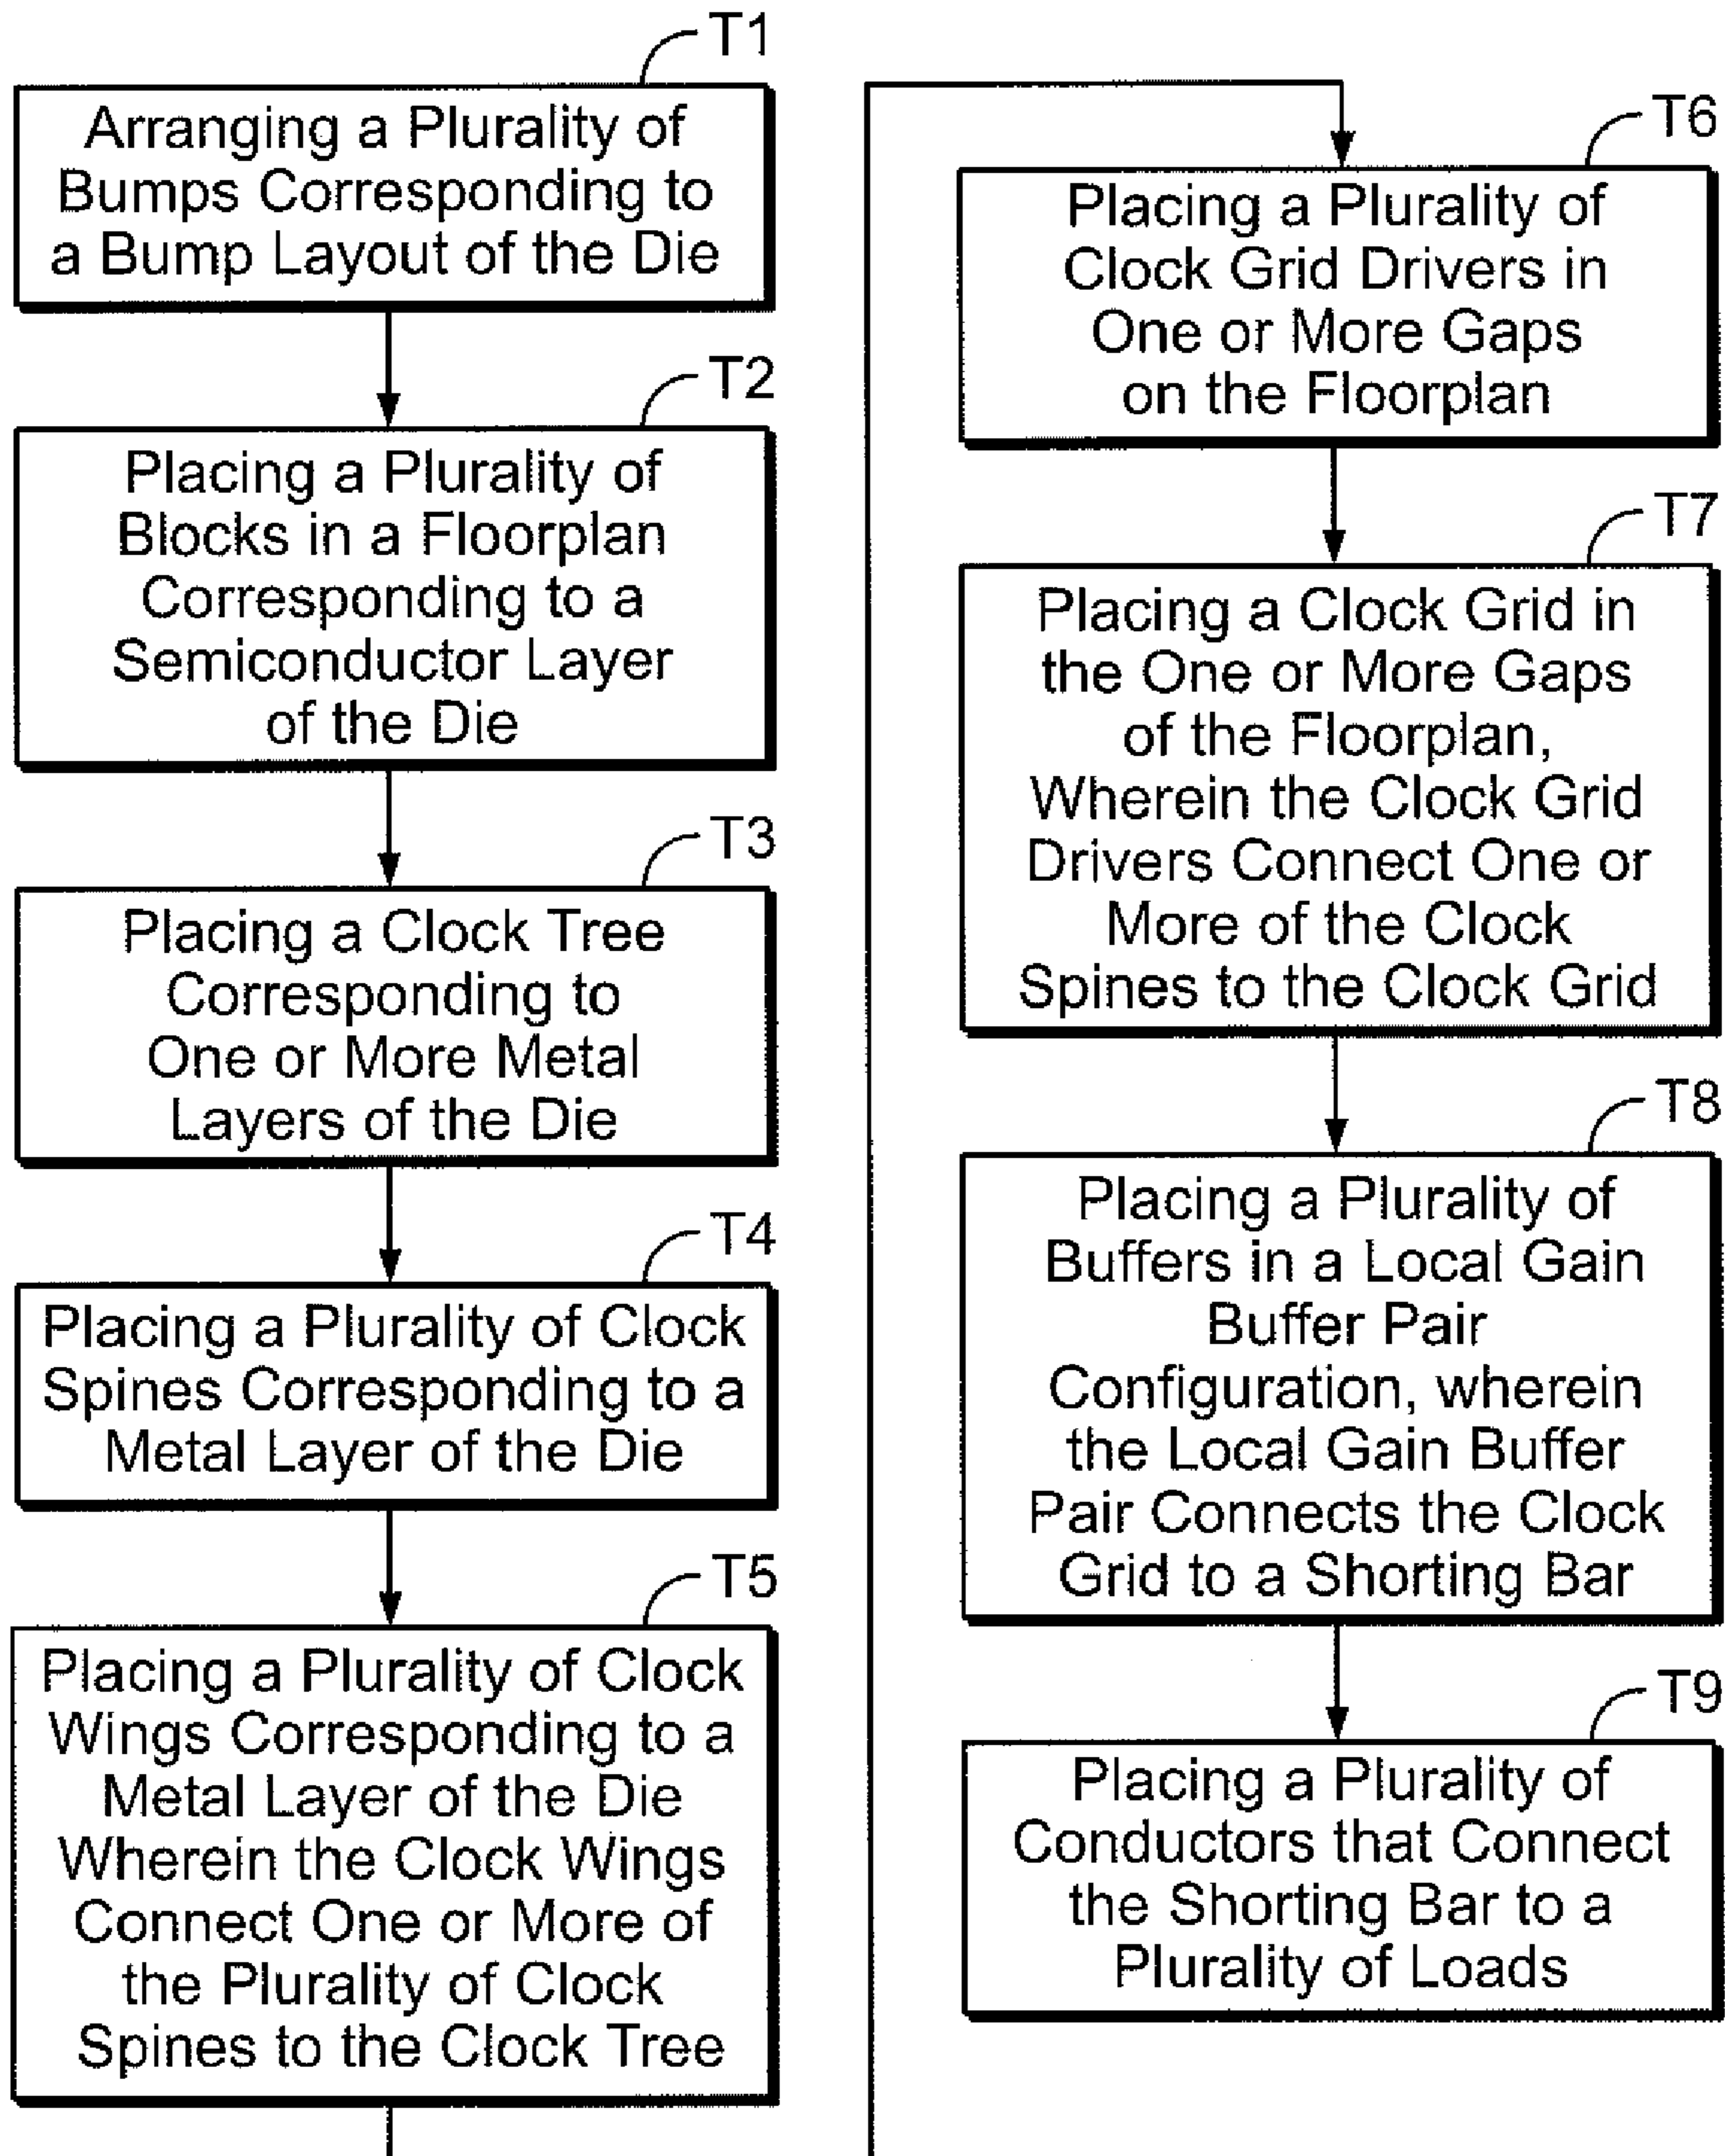 T1
Arranging a Plurality of
Bumps Corresponding to
a Bump Layout of the Die
T2
Placing a Plurality of
Blocks in a Floorplan
Corresponding to a
Semiconductor Layer
of the Die
T3
Placing a Clock Tree
Corresponding to
One or More Metal
Layers of the Die
T4
Placing a Plurality of Clock
Spines Corresponding to a
Metal Layer of the Die
T5
Placing a Plurality of Clock
Wings Corresponding to a
Metal Layer of the Die
Wherein the Clock Wings
Connect One or More of
the Plurality of Clock
Spines to the Clock Tree
T6
Placing a Plurality of
Clock Grid Drivers in
One or More Gaps
on the Floorplan
T7
Placing a Clock Grid in
the One or More Gaps
of the Floorplan,
Wherein the Clock Grid
Drivers Connect One or
More of the Clock
Spines to the Clock Grid
T8
Placing a Plurality of
Buffers in a Local Gain
Buffer Pair
Configuration, wherein
the Local Gain Buffer
Pair Connects the Clock
Grid to a Shorting Bar
T9
Placing a Plurality of
Conductors that Connect
the Shorting Bar to a
Plurality of Loads